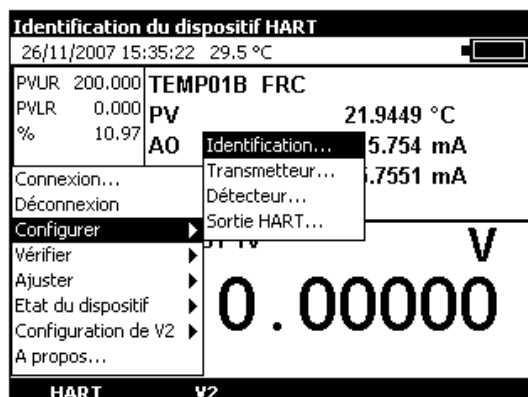 Identification du dispositif HART
26/11/2007 15:35:22 29.5 °C
PVUR 200.000
PVLR 0.000
% 10.97
TEMP01B FRC
PV 21.9449 °C
AO 5.754 mA
.7551 mA
Connexion...
Déconnexion
Configurer
Vérifier
Ajuster
Etat du dispositif
Configuration de V2
A propos...
Identification...
Transmetteur...
Détecteur...
Sortie HART...
V
0.00000
HART V2